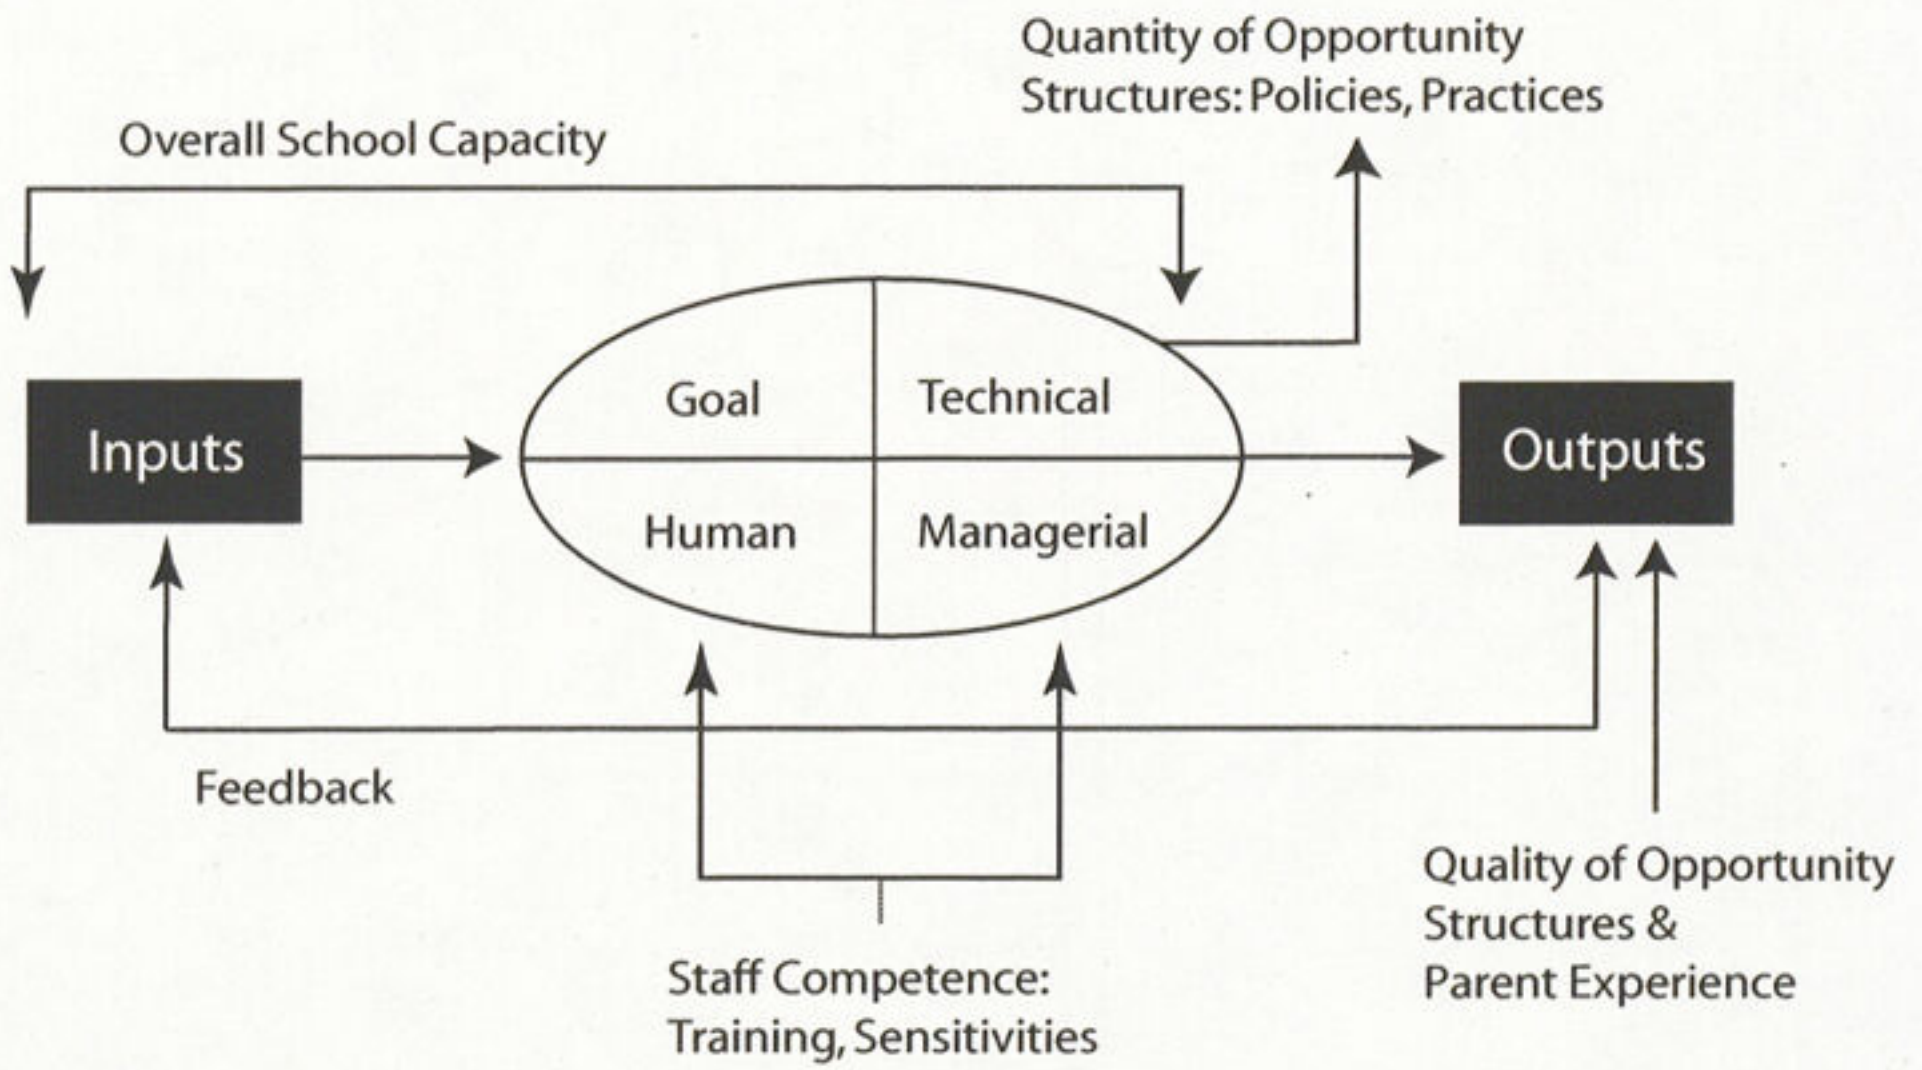 Quantity of Opportunity
Structures: Policies, Practices
Overall School Capacity
Goal
Technical
Inputs
Outputs
Human
Managerial
Feedback
Quality of Opportunity
Structures &
Parent Experience
Staff Competence:
Training, Sensitivities